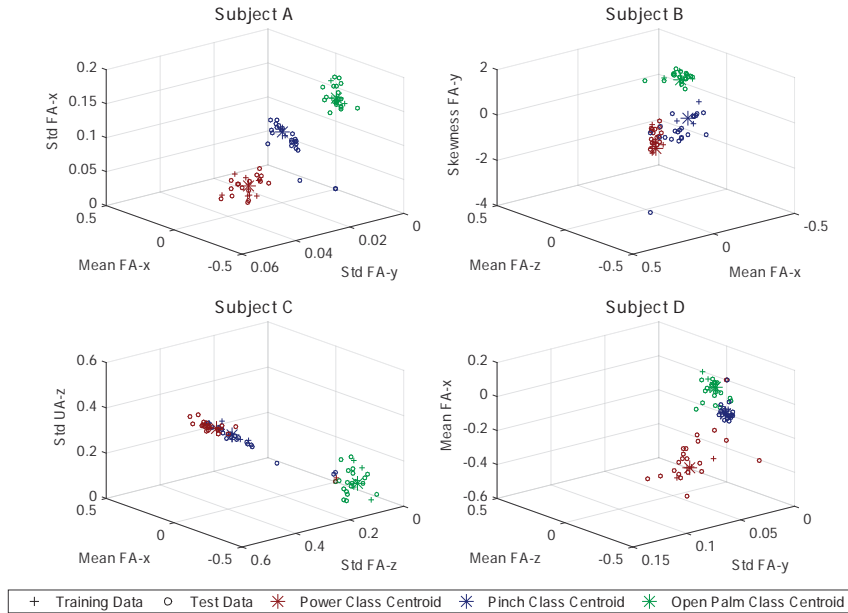 Subject A
Std FA-x
0.2
0.15
0.1
0.05
0
0.5
0
-0.5
Mean FA-x
0.06
0.04
0.02
0
Std FA-y
Subject B
Skewness FA-y
2
0
-2
-4
0.5
0
-0.5
Mean FA-z
0.5
0
-0.5
Mean FA-x
Subject C
Std UA-z
0.6
0.4
0.2
0
0.5
0
-0.5
Mean FA-x
0.6
0.4
0.2
0
Std FA-z
Subject D
Mean FA-x
0.2
0
-0.2
-0.4
-0.6
0.5
0
-0.5
Mean FA-z
0.15
0.1
0.05
0
Std FA-y
Training Data Test Data Power Class Centroid Pinch Class Centroid Open Palm Class Centroid